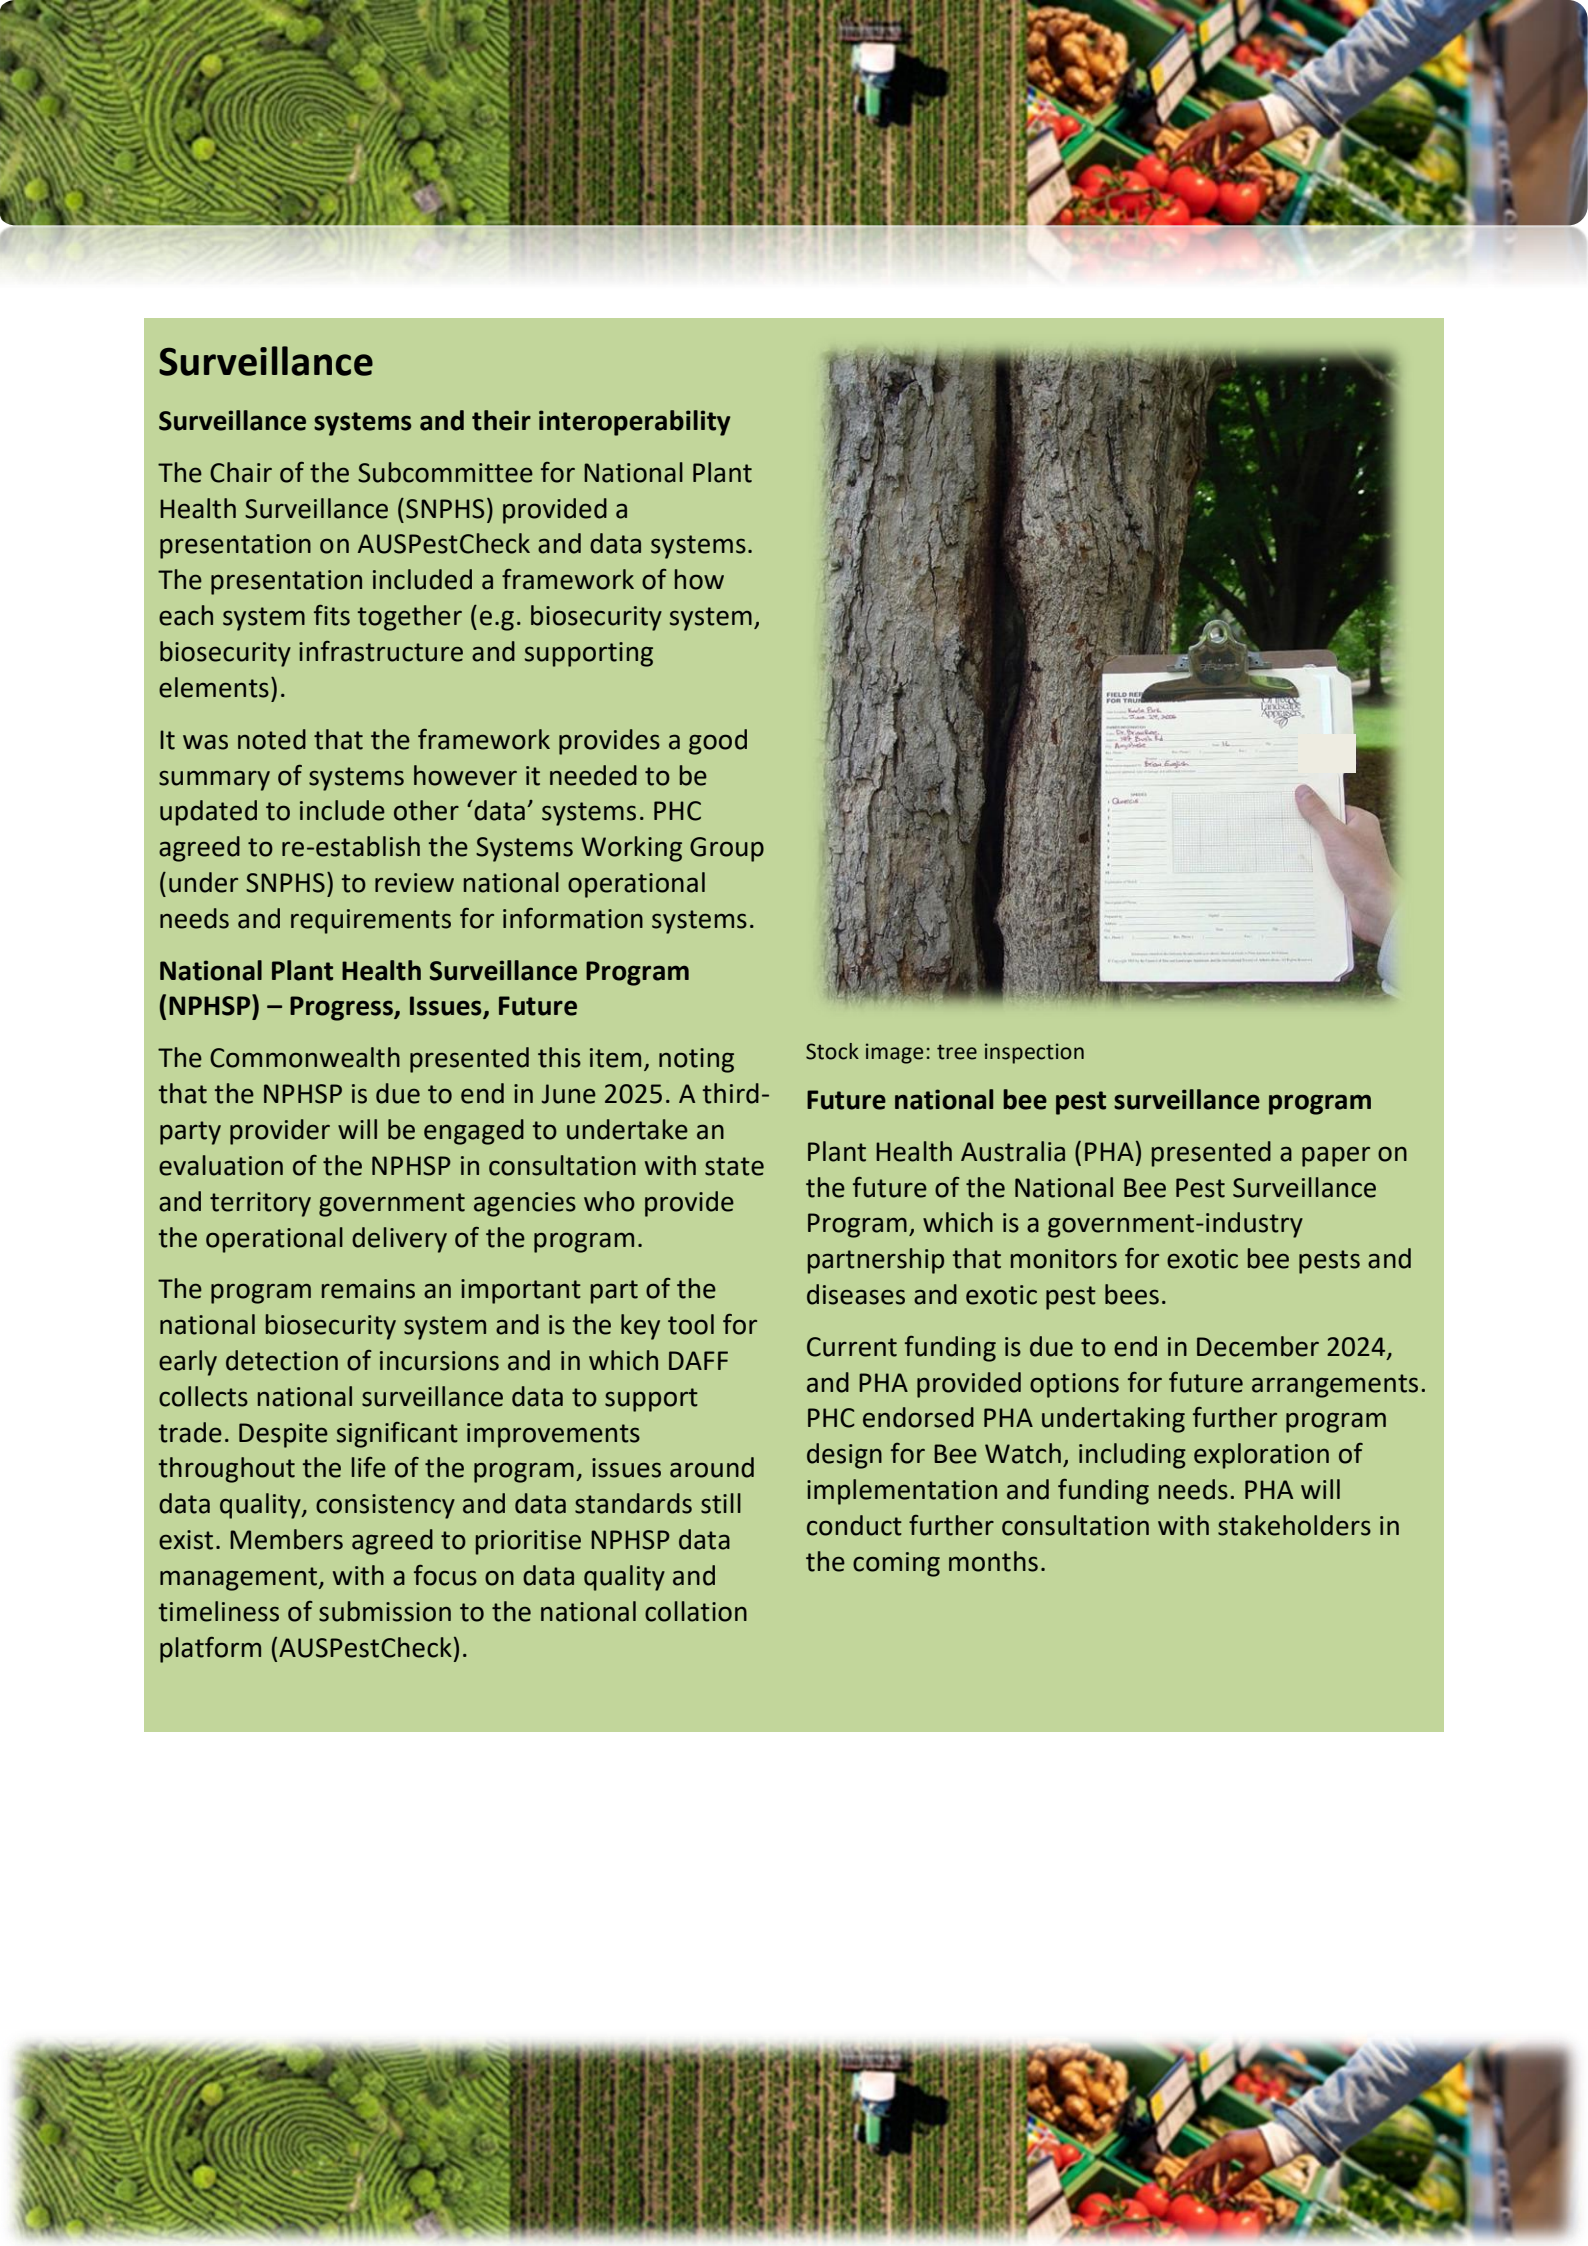 Surveillance
Surveillance systems and their interoperability
The Chair of the Subcommittee for National Plant
Health Surveillance (SNPHS) provided a
presentation on AUSPestCheck and data systems.
The presentation included a framework of how
each system fits together (e.g. biosecurity system,
biosecurity infrastructure and supporting
elements).
It was noted that the framework provides a good
summary of systems however it needed to be
updated to include other ‘data’ systems. PHC
agreed to re-establish the Systems Working Group
(under SNPHS) to review national operational
needs and requirements for information systems.
National Plant Health Surveillance Program
(NPHSP) – Progress, Issues, Future
The Commonwealth presented this item, noting
that the NPHSP is due to end in June 2025. A third-
party provider will be engaged to undertake an
evaluation of the NPHSP in consultation with state
and territory government agencies who provide
the operational delivery of the program.
The program remains an important part of the
national biosecurity system and is the key tool for
early detection of incursions and in which DAFF
collects national surveillance data to support
trade. Despite significant improvements
throughout the life of the program, issues around
data quality, consistency and data standards still
exist. Members agreed to prioritise NPHSP data
management, with a focus on data quality and
timeliness of submission to the national collation
platform (AUSPestCheck).
FIELD
FOR
Landscape
Appraisers
Brian English
Stock image: tree inspection
Future national bee pest surveillance program
Plant Health Australia (PHA) presented a paper on
the future of the National Bee Pest Surveillance
Program, which is a government-industry
partnership that monitors for exotic bee pests and
diseases and exotic pest bees.
Current funding is due to end in December 2024,
and PHA provided options for future arrangements.
PHC endorsed PHA undertaking further program
design for Bee Watch, including exploration of
implementation and funding needs. PHA will
conduct further consultation with stakeholders in
the coming months.